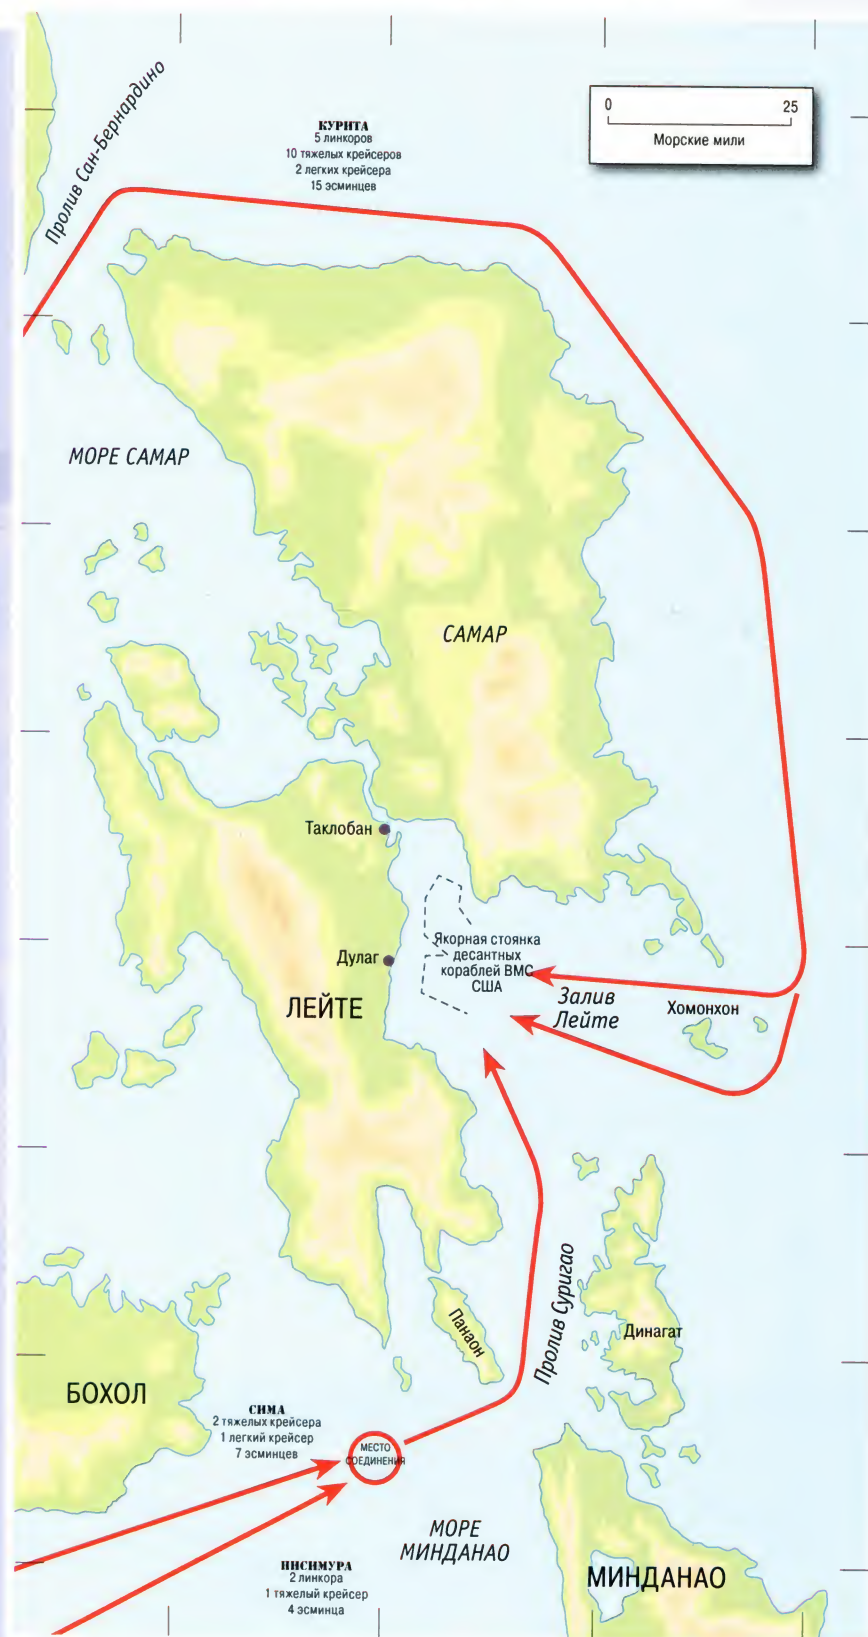 Пролив Сан-Бернардино
КУРИТА
5 линкоров
10 тяжелых крейсеров
2 легких крейсера
15 эсминцев
0 25
Морские мили
МОРЕ САМАР
САМАР
Таклобан
Дулаг
Якорная стоянка
десантных
кораблей ВМС
США
ЛЕЙТЕ
Залив
Лейте
Хомонхон
Пролив Суригао
Панаон
Динагат
БОХОЛ
СИМА
2 тяжелых крейсера
1 легкий крейсер
7 эсминцев
МЕСТО
СОЕДИНЕНИЯ
МОРЕ
МИНДАНАО
НИСИМУРА
2 линкора
1 тяжелый крейсер
4 эсминца
МИНДАНАО